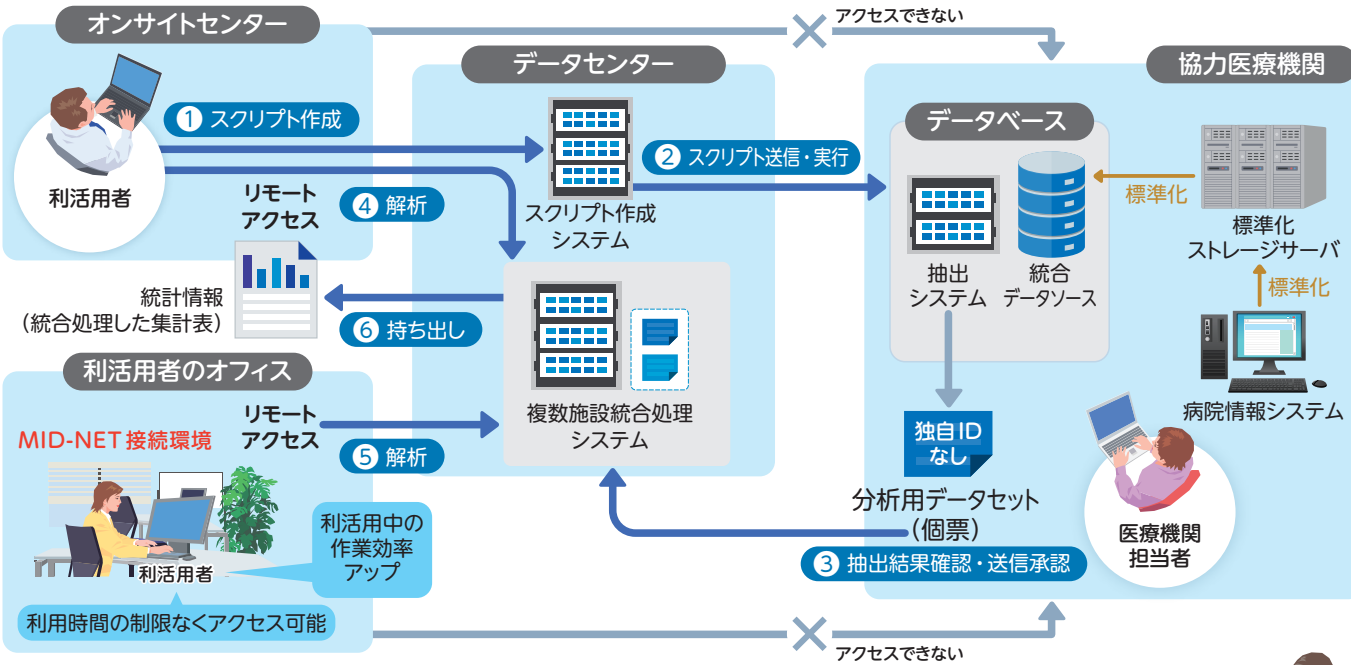 オンサイトセンター
アクセスできない
データセンター
協力医療機関
① スクリプト作成
利活用者
リモート
アクセス
④ 解析
スクリプト作成
システム
② スクリプト送信・実行
データベース
抽出
システム
統合
データソース
標準化
標準化
ストレージサーバ
標準化
病院情報システム
統計情報
(統合処理した集計表)
⑥ 持ち出し
複数施設統合処理
システム
利活用者のオフィス
MID-NET 接続環境
リモート
アクセス
⑤ 解析
利活用中の
作業効率
アップ
利活用者
利用時間の制限なくアクセス可能
独自ID
なし
分析用データセット
(個票)
③ 抽出結果確認・送信承認
医療機関
担当者
アクセスできない